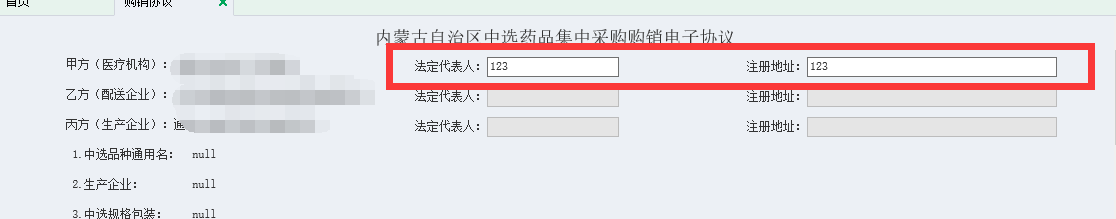 首页 购销协议 x
内蒙古自治区中选药品集中采购购销电子协议
甲方（医疗机构）： 法定代表人： 123 注册地址： 123
乙方（配送企业）： 法定代表人： 注册地址：
丙方（生产企业）：通 法定代表人： 注册地址：
1.中选品种通用名： null
2.生产企业： null
3.中选规格包装： null